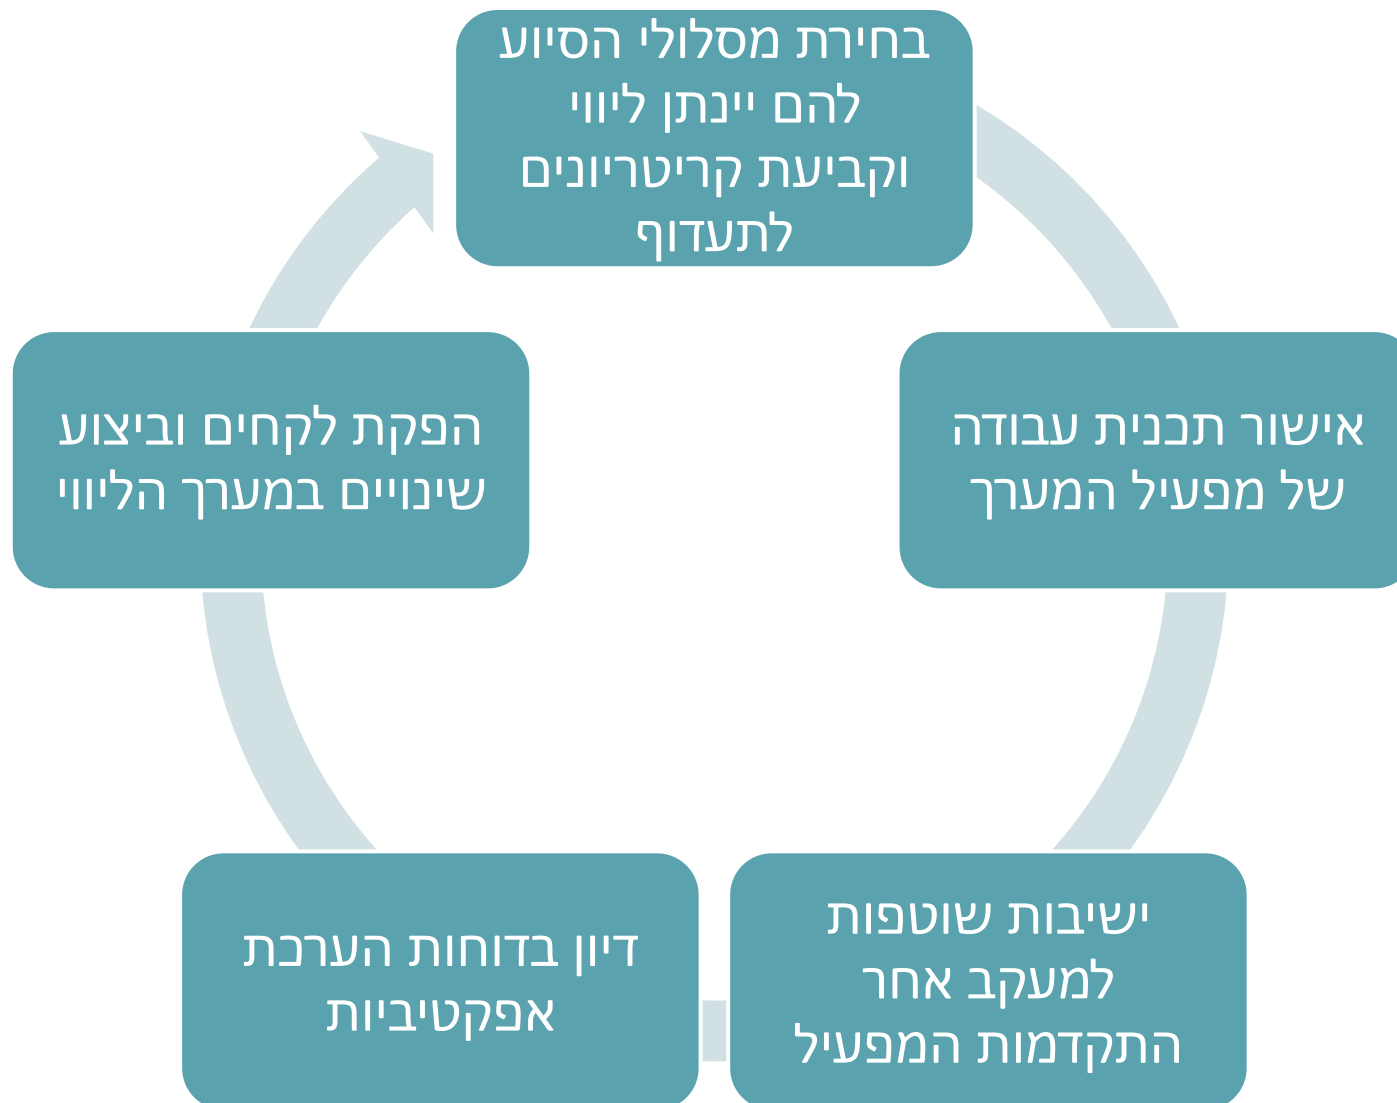 בחירת מסלולי הסיוע
להם יינתן ליווי
וקביעת קריטריונים
לתעדוף
אישור תכנית עבודה
של מפעיל המערך
ישיבות שוטפות
למעקב אחר
התקדמות המפעיל
דיון בדוחות הערכת
אפקטיביות
הפקת לקחים וביצוע
שינויים במערך הליווי